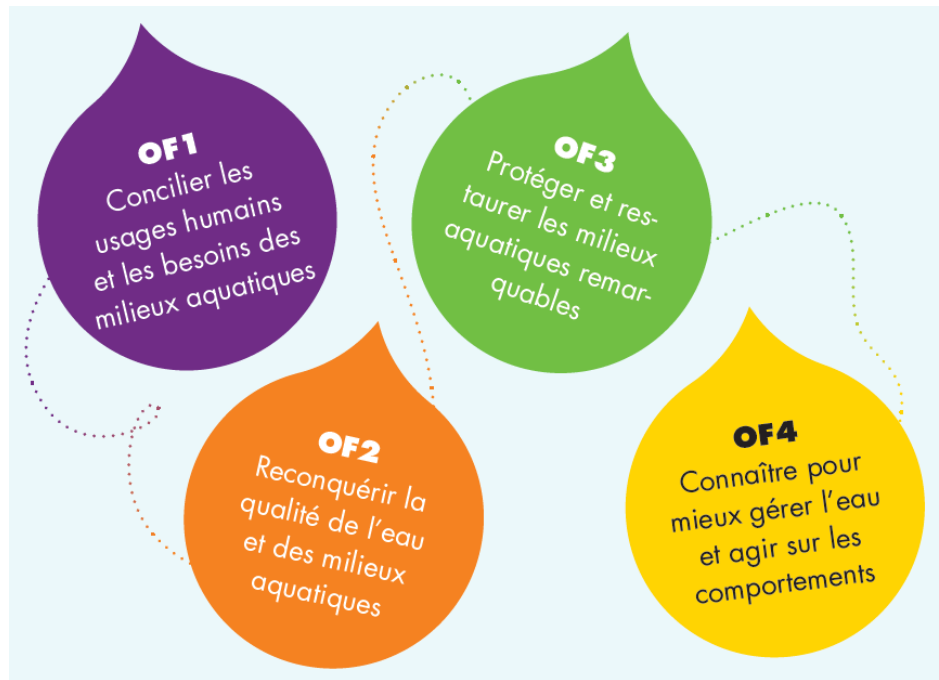 OF1
Concilier les
usages humains
et les besoins des
milieux aquatiques
OF2
Reconquérir la
qualité de l'eau
et des milieux
aquatiques
OF3
Protéger et res-
taurer les milieux
aquatiques remar-
quables
OF4
Connaître pour
mieux gérer l'eau
et agir sur les
comportements